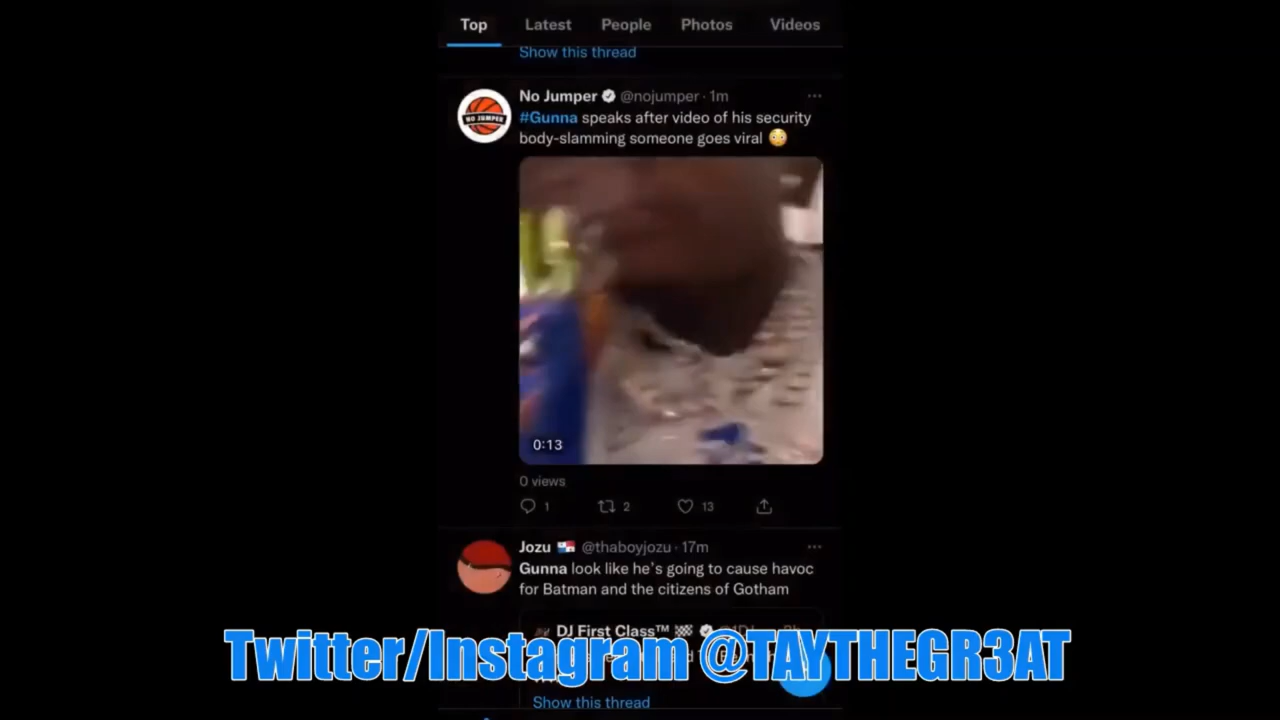 Top Latest People Photos Videos
Show this thread
No Jumper @nojumper · 1m
NO JUMPER
#Gunna speaks after video of his security
body-slamming someone goes viral 😳
0:13
0 views
1 2 13
Jozu 🇵🇦 @thaboyjozu · 17m
Gunna look like he's going to cause havoc
for Batman and the citizens of Gotham
DJ First Class™
Twitter/Instagram @TAYTHEGR3AT
Show this thread